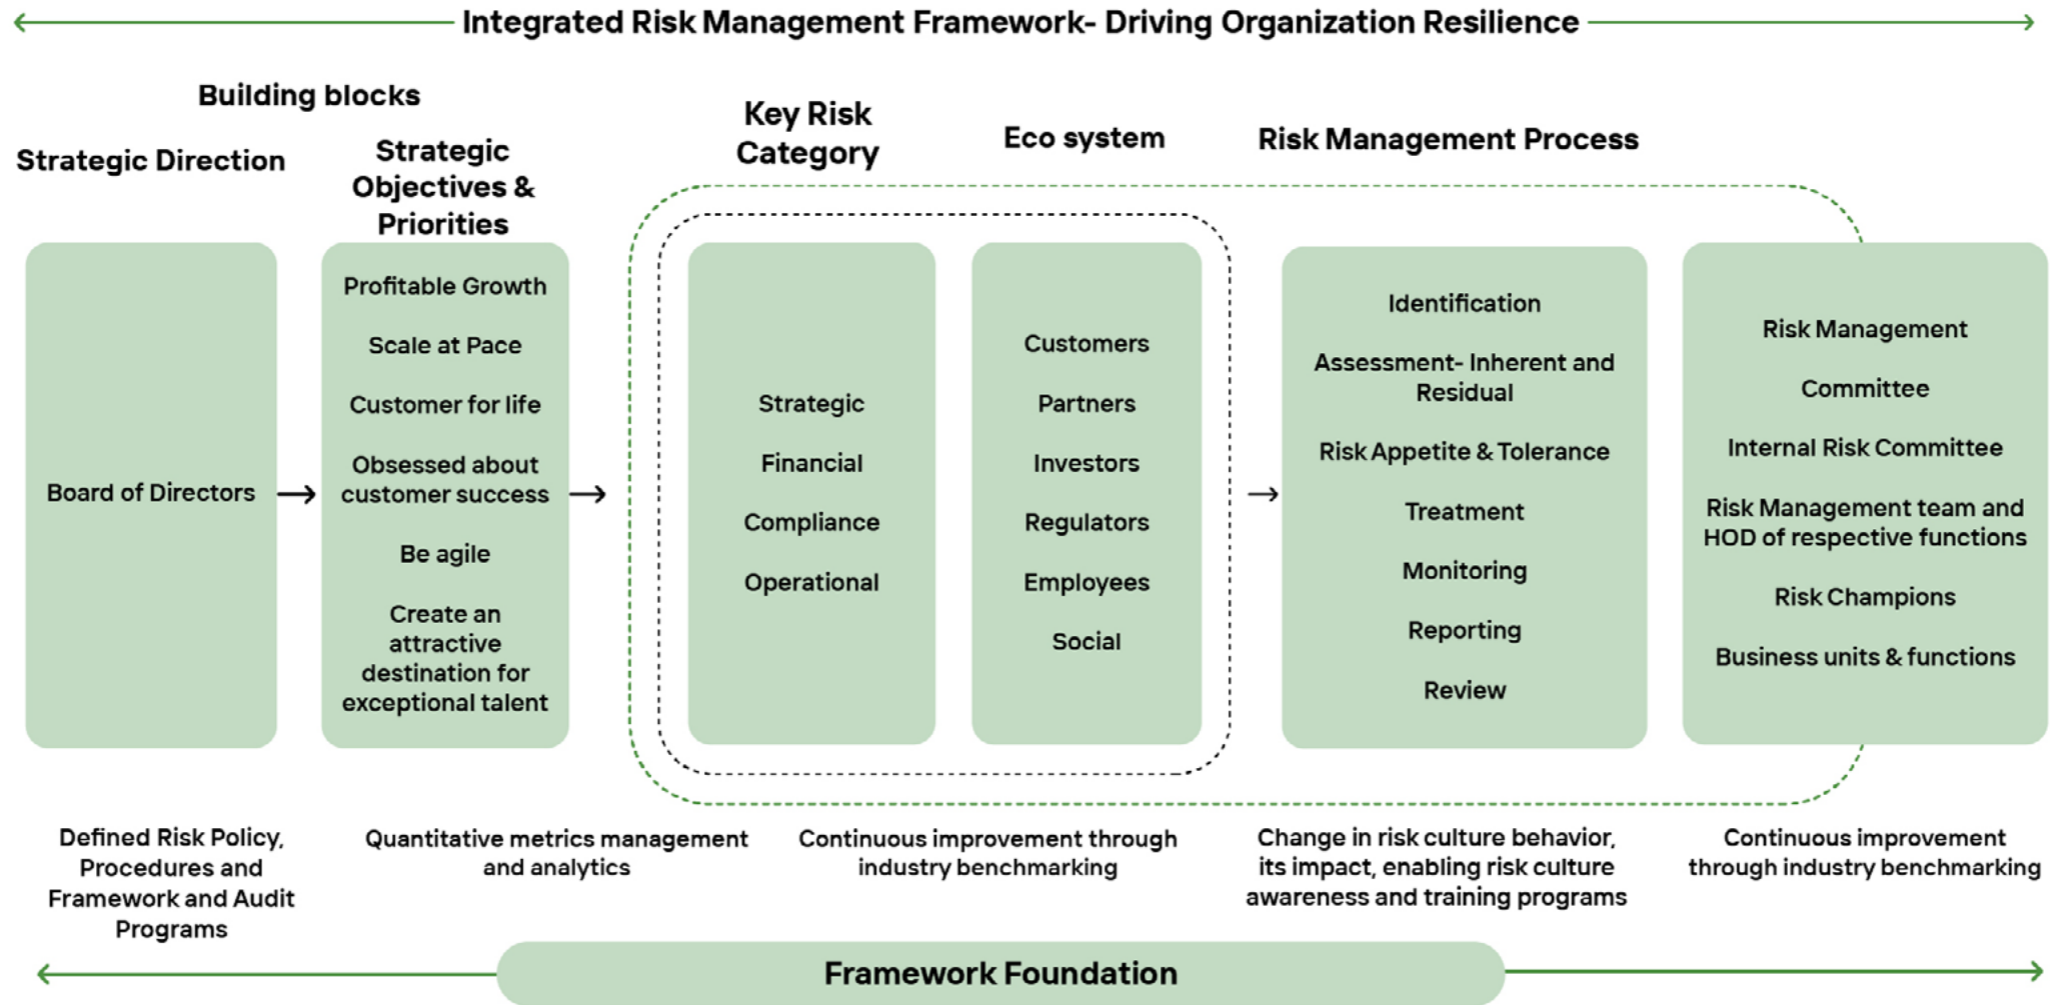 Integrated Risk Management Framework- Driving Organization Resilience
Building blocks
Strategic Direction
Strategic
Objectives &
Priorities
Key Risk
Category
Eco system
Risk Management Process
Board of Directors
Profitable Growth
Scale at Pace
Customer for life
Obsessed about
customer success
Be agile
Create an
attractive
destination for
exceptional talent
Strategic
Financial
Compliance
Operational
Customers
Partners
Investors
Regulators
Employees
Social
Identification
Assessment- Inherent and
Residual
Risk Appetite & Tolerance
Treatment
Monitoring
Reporting
Review
Risk Management
Committee
Internal Risk Committee
Risk Management team and
HOD of respective functions
Risk Champions
Business units & functions
Defined Risk Policy,
Procedures and
Framework and Audit
Programs
Quantitative metrics management
and analytics
Continuous improvement through
industry benchmarking
Change in risk culture behavior,
its impact, enabling risk culture
awareness and training programs
Continuous improvement
through industry benchmarking
Framework Foundation